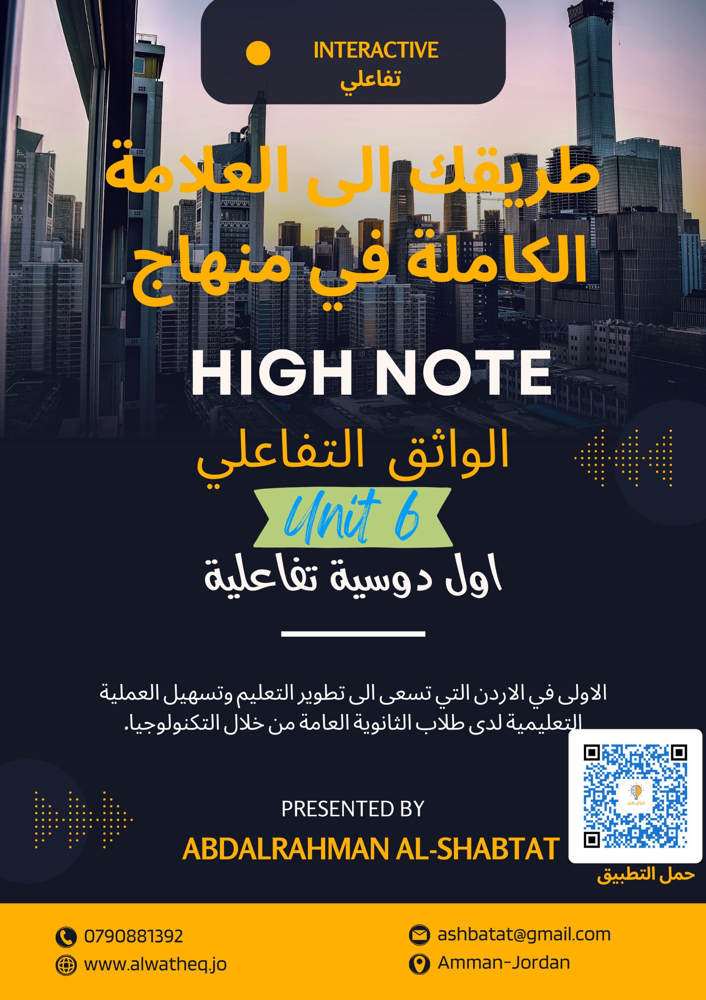 INTERACTIVE
تفاعلي
طريقك الى العلامة
الكاملة في منهاج
HIGH NOTE
الواثق التفاعلي
Unit 6
اول دوسية تفاعلية
الاولى في الاردن التي تسعى الى تطوير التعليم وتسهيل العملية
التعليمية لدى طلاب الثانوية العامة من خلال التكنولوجيا.
الواثق الأول
PRESENTED BY
ABDALRAHMAN AL-SHABTAT
حمل التطبيق
0790881392
ashbatat@gmail.com
www.alwatheq.jo
Amman-Jordan